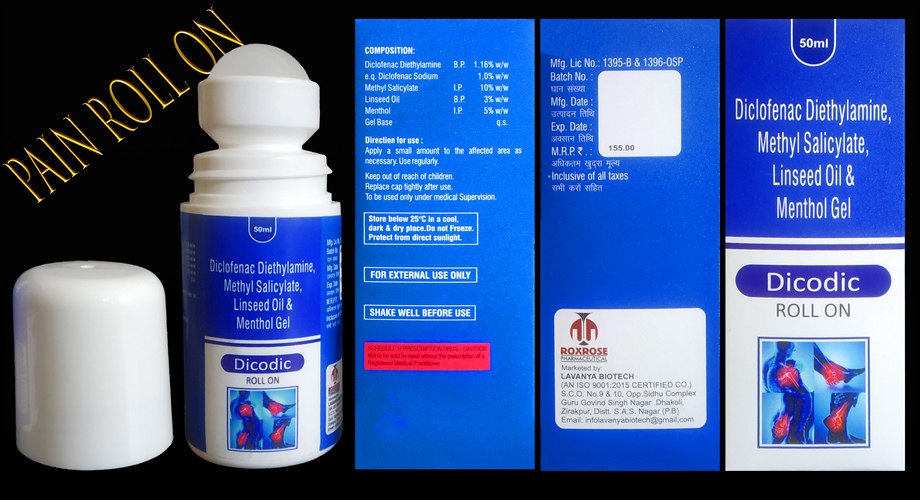 PAIN ROLL ON
50ml
Diclofenac Diethylamine,
Methyl Salicylate,
Linseed Oil &
Menthol Gel
Dicodic
ROLL ON
Mfg. Lic No.
Batch No.
Mfg. Date
Exp. Date
M.R.P. ₹
COMPOSITION:
Diclofenac Diethylamine B.P. 1.16% w/w
e.q. Diclofenac Sodium 1.0% w/w
Methyl Salicylate I.P. 10% w/w
Linseed Oil B.P. 3% w/w
Menthol I.P. 5% w/w
Gel Base q.s.
Direction for use :
Apply a small amount to the affected area as
necessary. Use regularly.
Keep out of reach of children.
Replace cap tightly after use.
To be used only under medical Supervision.
Store below 25°C in a cool,
dark & dry place.Do not Freeze.
Protect from direct sunlight.
FOR EXTERNAL USE ONLY
SHAKE WELL BEFORE USE
SCHEDULE H-PRESCRIPTION DRUG - CAUTION
Not to be sold by retail without the prescription of a
Registered Medical Practitioner
Mfg. Lic No.: 1395-B & 1396-OSP
Batch No. :
घान संख्या
Mfg. Date :
उत्पादन तिथि
Exp. Date :
अवसान तिथि
M.R.P. ₹ . : 155.00
अधिकतम खुदरा मूल्य
Inclusive of all taxes
सभी करों सहित
ROXROSE
PHARMACEUTICAL
Marketed by:
LAVANYA BIOTECH
(AN ISO 9001:2015 CERTIFIED CO.)
S.C.O. No.9 & 10, Opp.Sidhu Complex
Guru Govind Singh Nagar ,Dhakoli,
Zirakpur, Distt. S.A.S. Nagar (P.B)
Email: infolavanyabiotech@gmail.com
50ml
Diclofenac Diethylamine,
Methyl Salicylate,
Linseed Oil &
Menthol Gel
Dicodic
ROLL ON